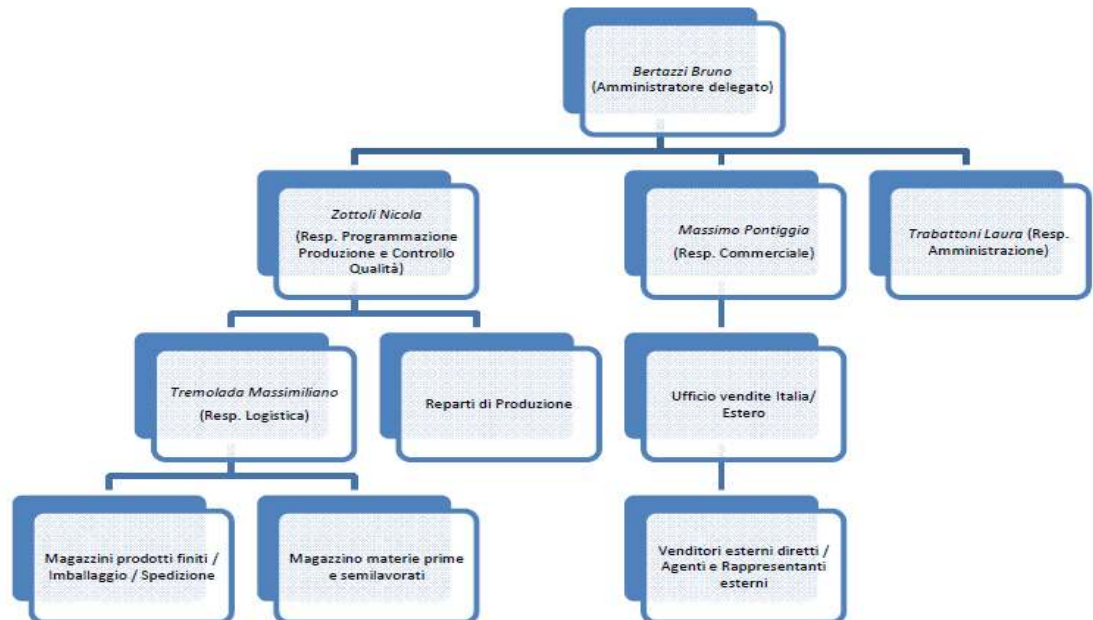 Bertazzi Bruno
(Amministratore delegato)
Zottoli Nicola
(Resp. Programmazione
Produzione e Controllo
Qualità)
Massimo Pontiggia
(Resp. Commerciale)
Trabattoni Laura (Resp.
Amministrazione)
Tremolada Massimiliano
(Resp. Logistica)
Reparti di Produzione
Ufficio vendite Italia/
Estero
Magazzini prodotti finiti /
Imballaggio / Spedizione
Magazzino materie prime
e semilavorati
Venditori esterni diretti /
Agenti e Rappresentanti
esterni